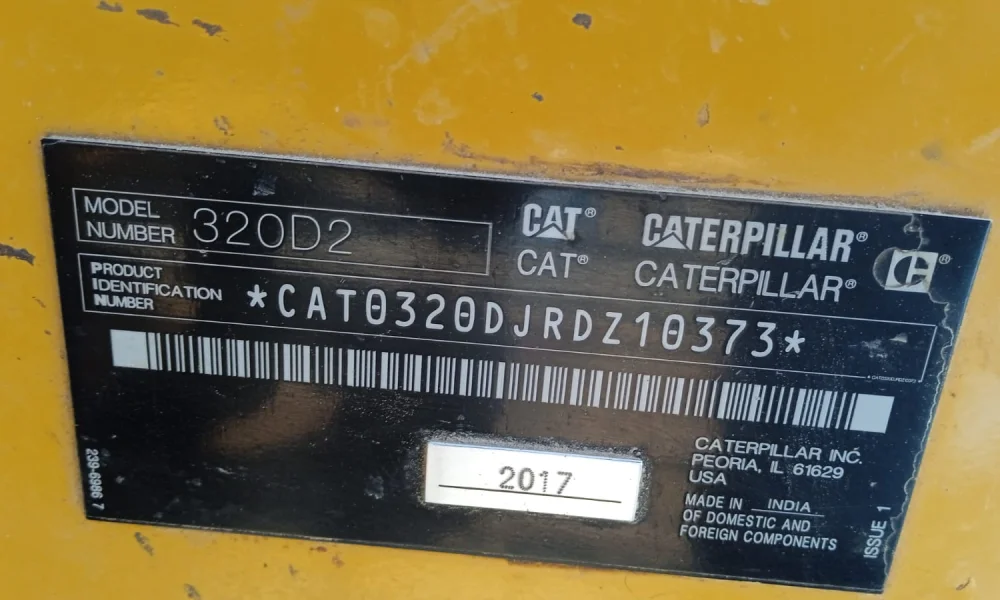 MODEL NUMBER 320D2
CAT® CATERPILLAR®
CAT® CATERPILLAR®
C ®
PRODUCT IDENTIFICATION NUMBER *CAT0320DJRDZ10373*
2017
CATERPILLAR INC.
PEORIA, IL 61629
USA
MADE IN INDIA
OF DOMESTIC AND
FOREIGN COMPONENTS
239-5986 7
ISSUE 1